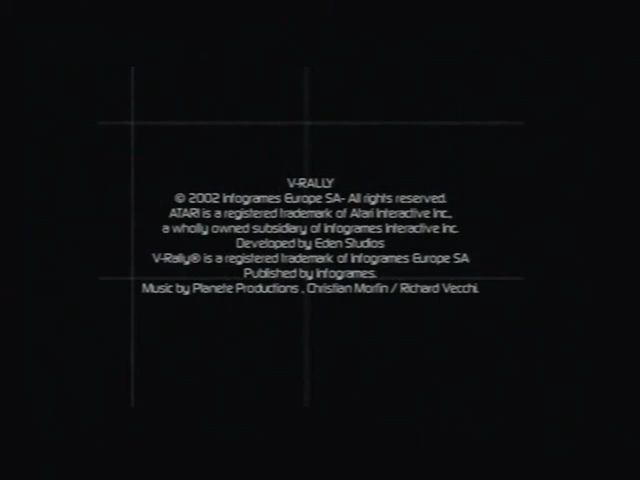 V-RALLY
© 2002 Infogrames Europe SA- All rights reserved.
ATARI is a registered trademark of Atari Interactive Inc.,
a wholly owned subsidiary of Infogrames Interactive Inc.
Developed by Eden Studios
V-Rally® is a registered trademark of Infogrames Europe SA
Published by Infogrames.
Music by Planete Productions , Christian Morfin / Richard Vecchi.